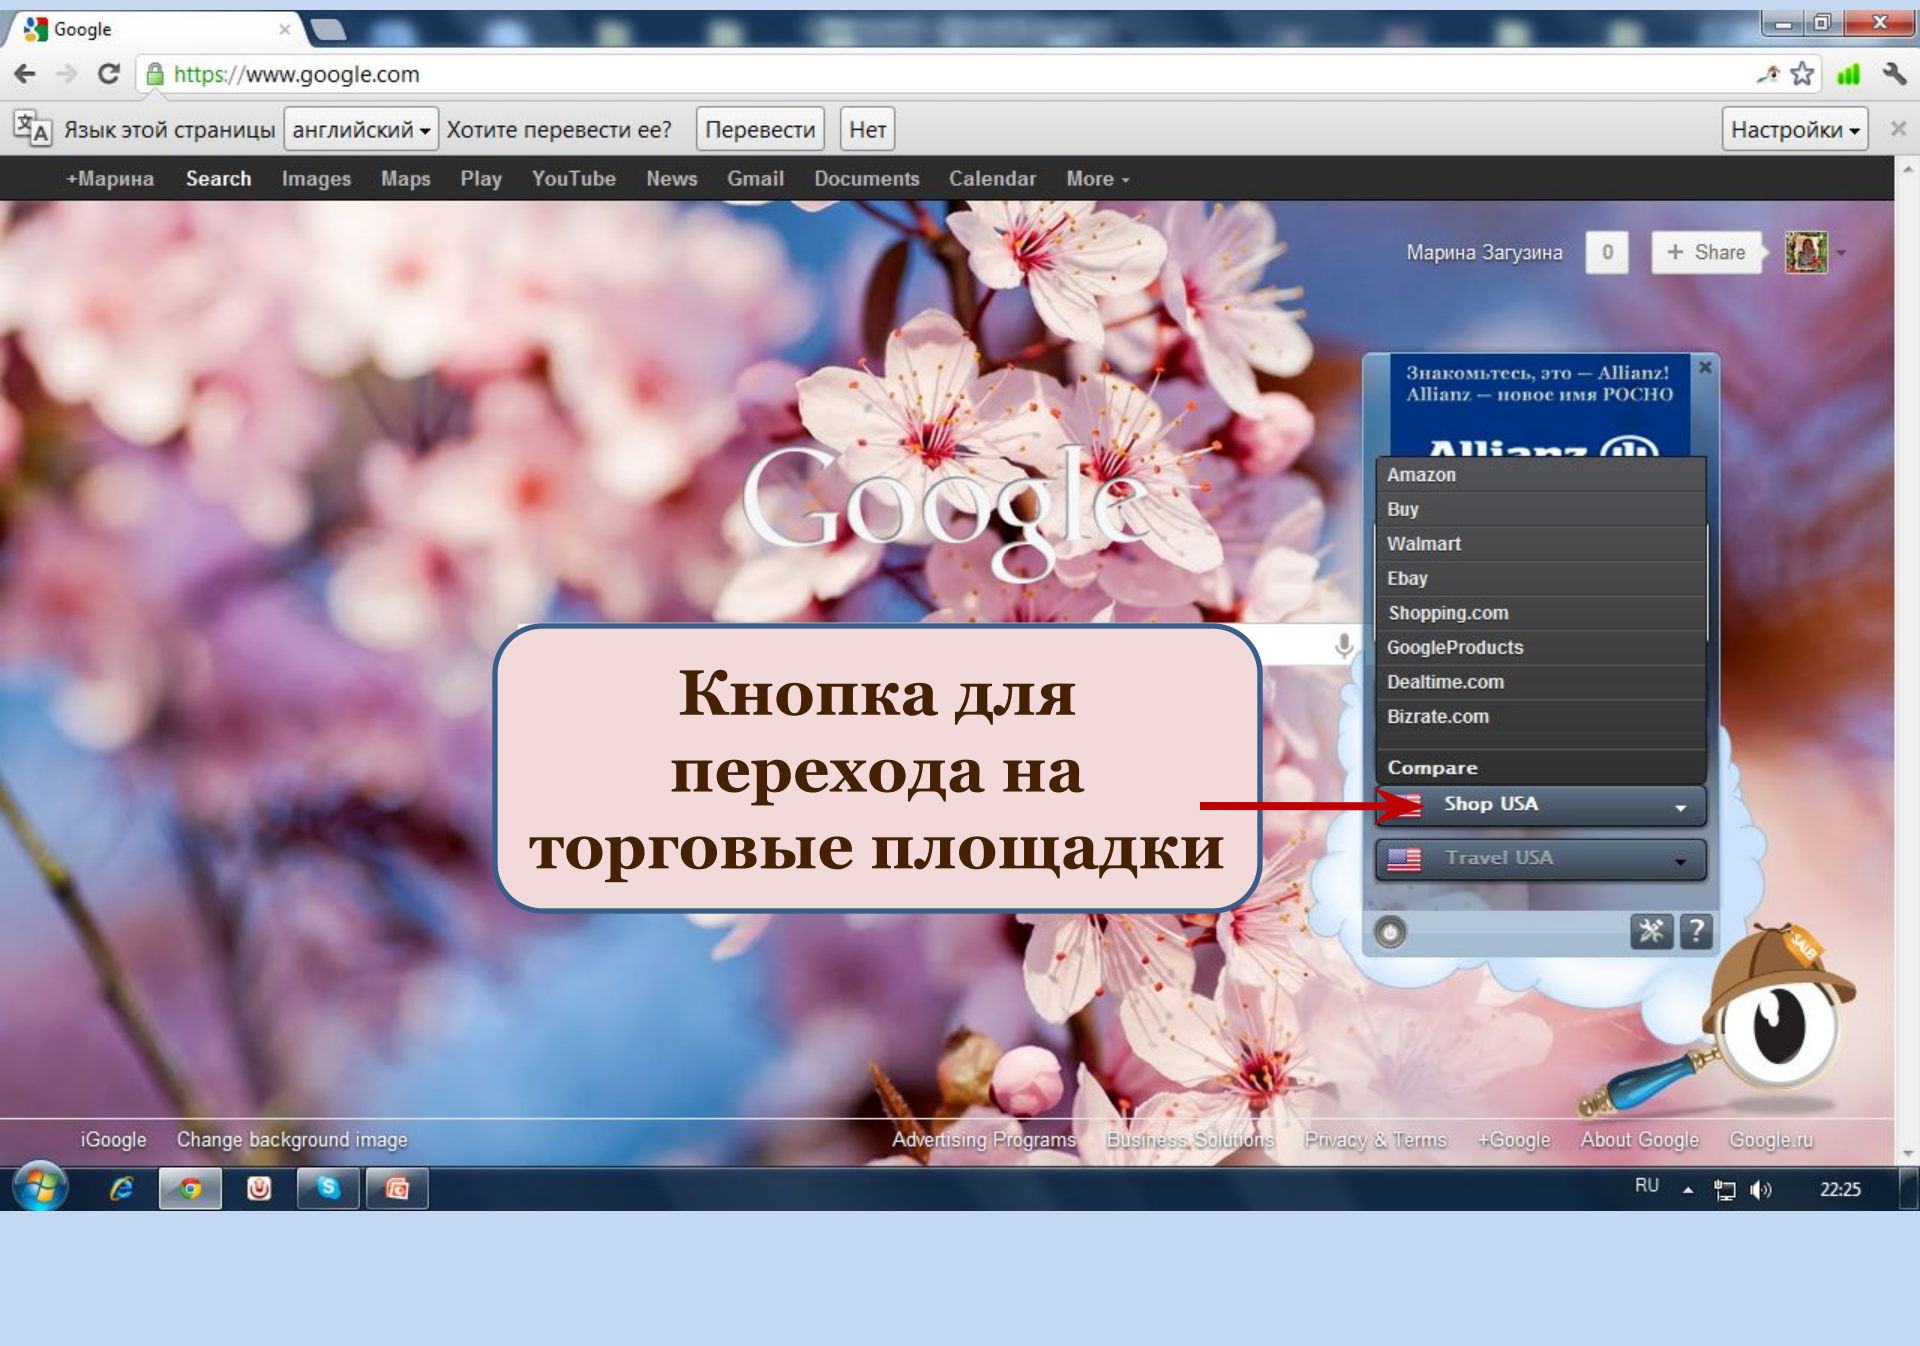 Google
https://www.google.com
Язык этой страницы английский Хотите перевести ее? Перевести Нет Настройки
+Марина Search Images Maps Play YouTube News Gmail Documents Calendar More
Марина Загузина 0 + Share
Знакомьтесь, это — Allianz!
Allianz — новое имя РОСНО
Allianz
Google
Amazon
Buy
Walmart
Ebay
Shopping.com
GoogleProducts
Dealtime.com
Bizrate.com
Compare
Shop USA
Travel USA
?
Кнопка для
перехода на
торговые площадки
SALE!
iGoogle Change background image Advertising Programs Business Solutions Privacy & Terms +Google About Google Google.ru
RU 22:25